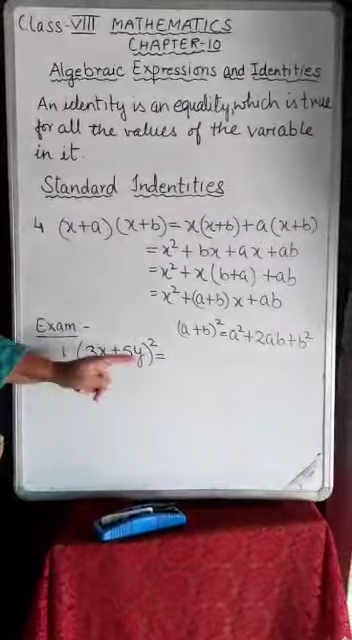 Class-VIII MATHEMATICS
CHAPTER-10
Algebraic Expressions and Identities
An identity is an equality, which is true
for all the values of the variable
in it.
Standard Indentities
4 (x+a)(x+b)=x(x+b)+a(x+b)
=x²+bx+ax+ab
=x²+x(b+a)+ab
=x²+(a+b)x+ab
Exam:-
(a+b)²=a²+2ab+b²
1. (3x+5y)²=